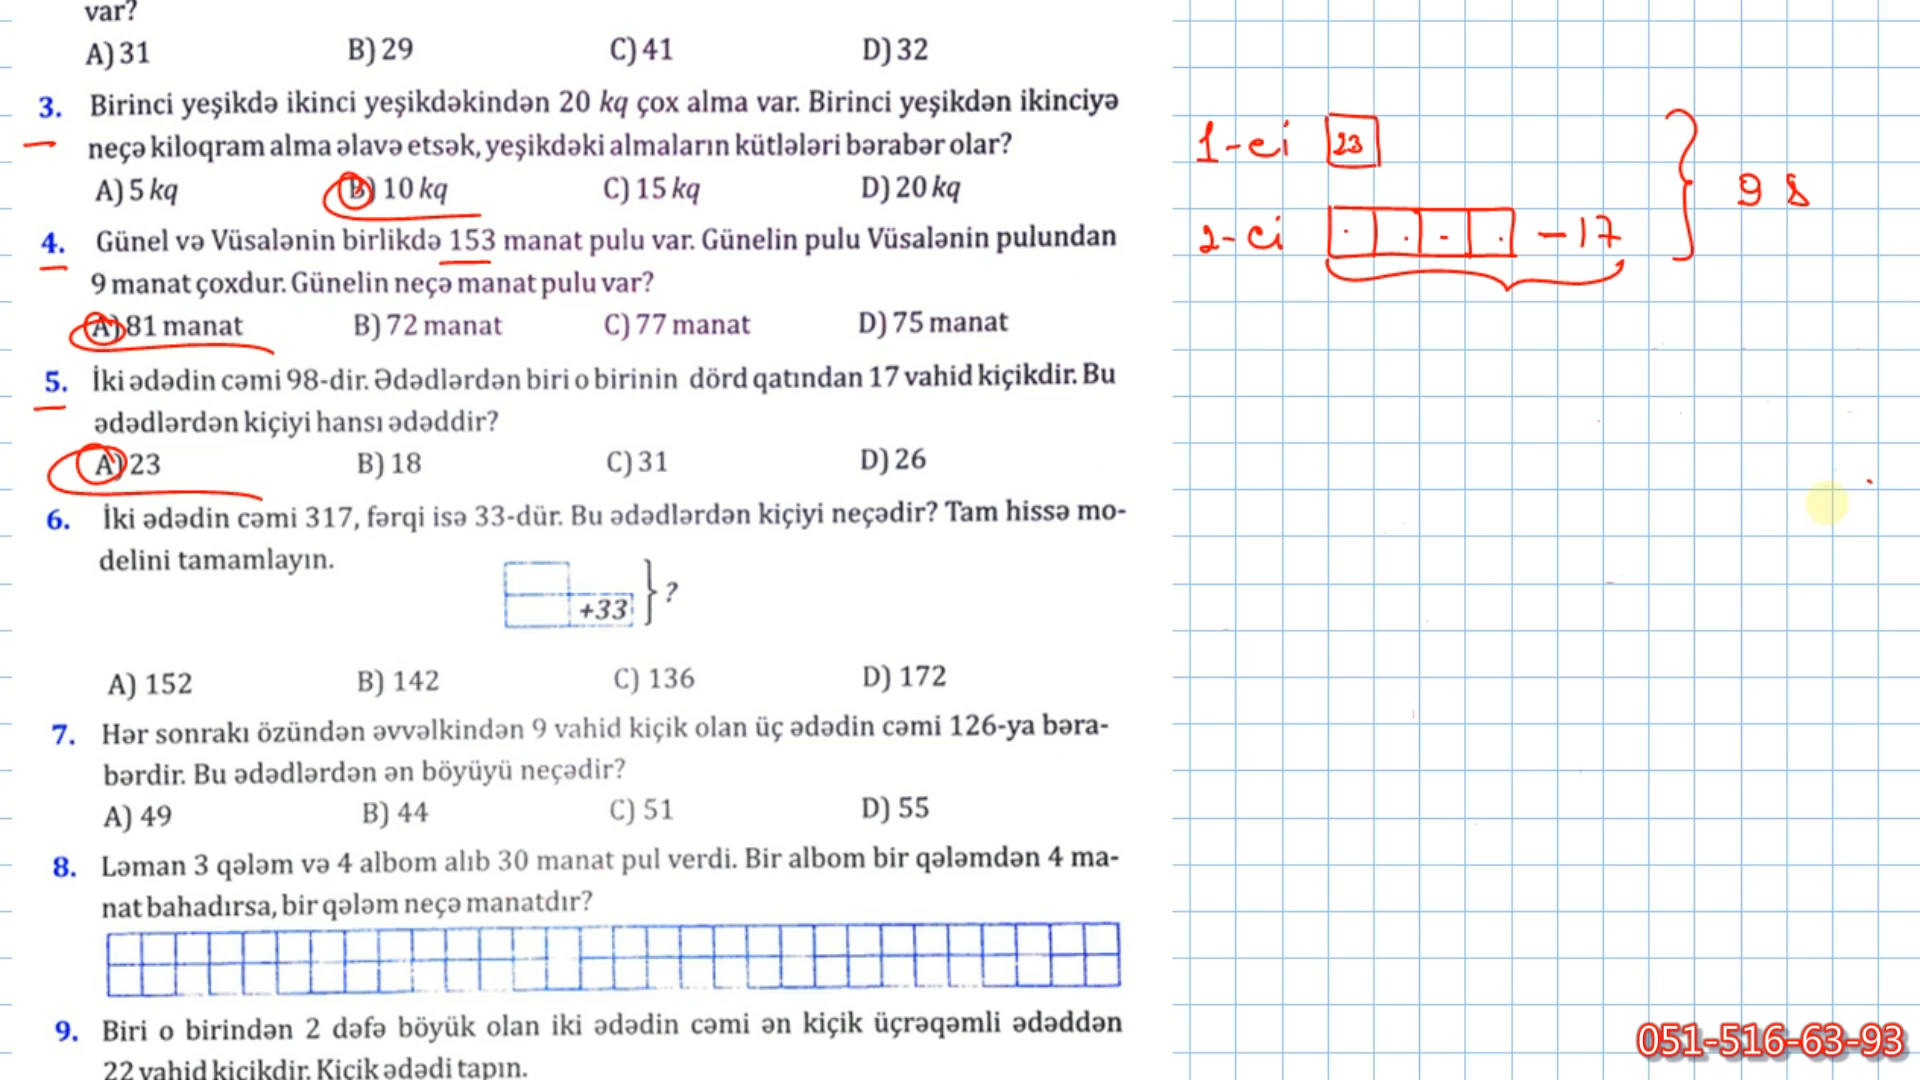 var?
A) 31 B) 29 C) 41 D) 32
3. Birinci yeşikdə ikinci yeşikdəkindən 20 kq çox alma var. Birinci yeşikdən ikinciyə
neçə kiloqram alma əlavə etsək, yeşikdəki almaların kütlələri bərabər olar?
A) 5 kq B) 10 kq C) 15 kq D) 20 kq
4. Günel və Vüsalənin birlikdə 153 manat pulu var. Günelin pulu Vüsalənin pulundan
9 manat çoxdur. Günelin neçə manat pulu var?
A) 81 manat B) 72 manat C) 77 manat D) 75 manat
5. İki ədədin cəmi 98-dir. Ədədlərdən biri o birinin dörd qatından 17 vahid kiçikdir. Bu
ədədlərdən kiçiyi hansı ədəddir?
A) 23 B) 18 C) 31 D) 26
6. İki ədədin cəmi 317, fərqi isə 33-dür. Bu ədədlərdən kiçiyi neçədir? Tam hissə mo-
delini tamamlayın.
+33 } ?
A) 152 B) 142 C) 136 D) 172
7. Hər sonrakı özündən əvvəlkindən 9 vahid kiçik olan üç ədədin cəmi 126-ya bəra-
bərdir. Bu ədədlərdən ən böyüyü neçədir?
A) 49 B) 44 C) 51 D) 55
8. Ləman 3 qələm və 4 albom alıb 30 manat pul verdi. Bir albom bir qələmdən 4 ma-
nat bahadırsa, bir qələm neçə manatdır?
9. Biri o birindən 2 dəfə böyük olan iki ədədin cəmi ən kiçik üçrəqəmli ədəddən
22 vahid kiçikdir. Kiçik ədədi tapın.
1-ci 23
2-ci - 17
} 98
051-516-63-93